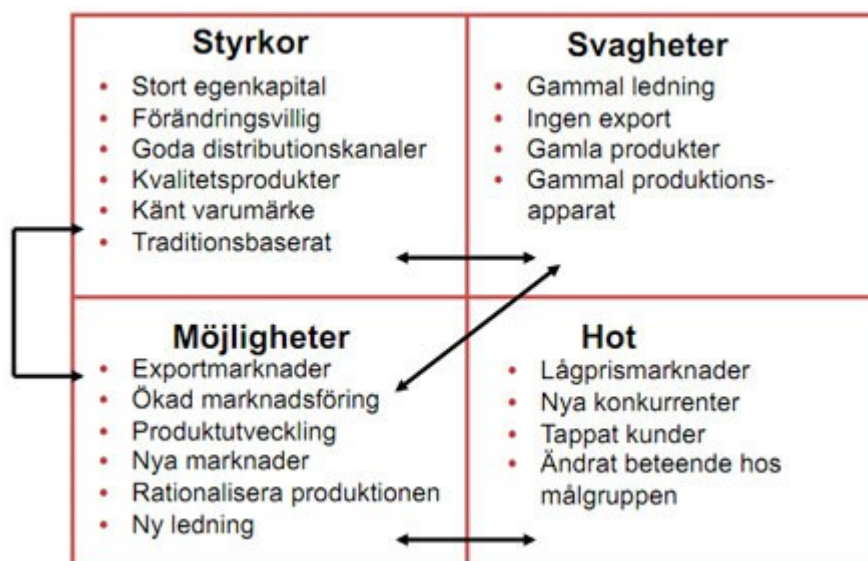 Styrkor
Stort egenkapital
Förändringsvillig
Goda distributionskanaler
Kvalitetsprodukter
Känt varumärke
Traditionsbaserat
Svagheter
Gammal ledning
Ingen export
Gamla produkter
Gammal produktions-
apparat
Möjligheter
Exportmarknader
Ökad marknadsföring
Produktutveckling
Nya marknader
Rationalisera produktionen
Ny ledning
Hot
Lågprismarknader
Nya konkurrenter
Tappat kunder
Ändrat beteende hos
målgruppen